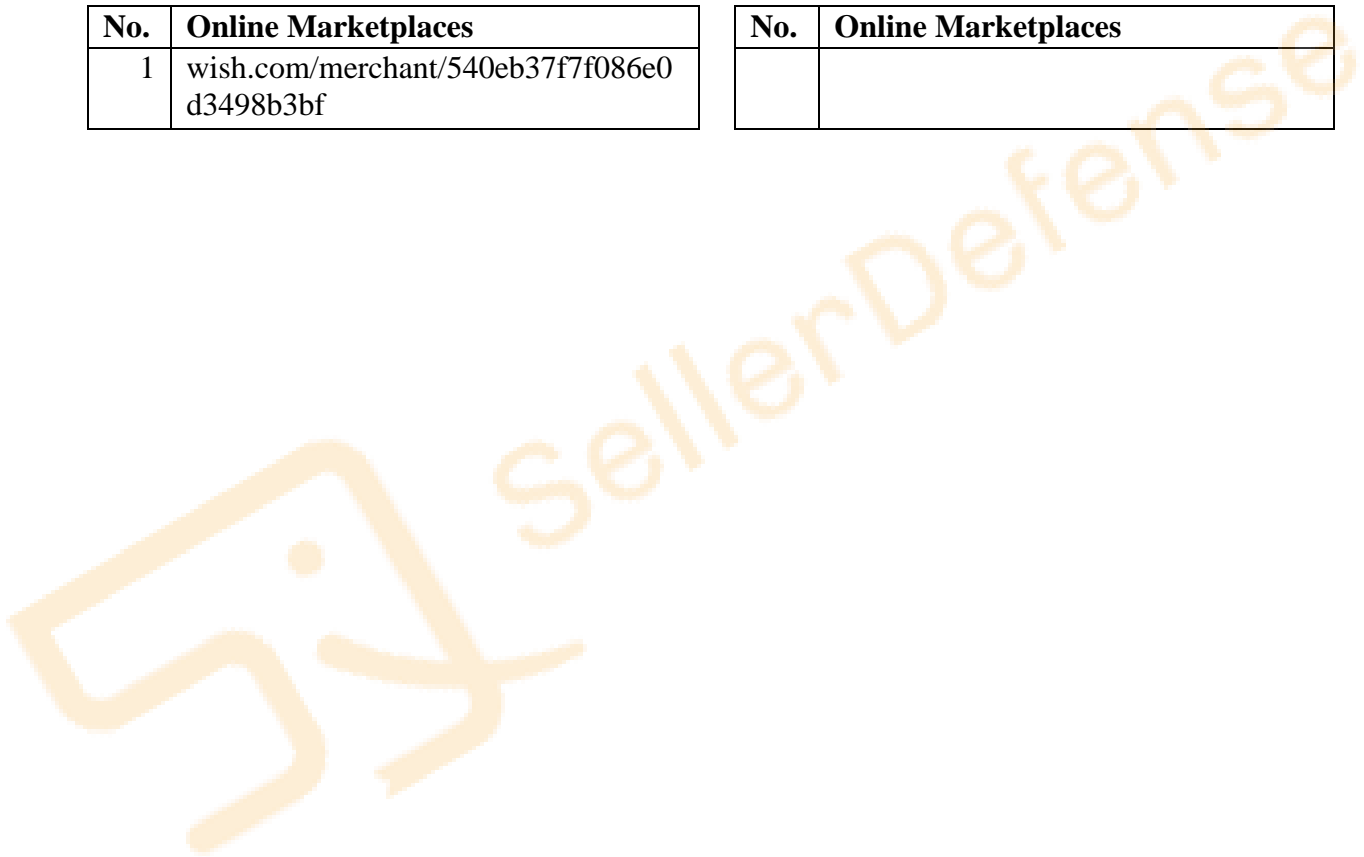 No. Online Marketplaces
1 wish.com/merchant/540eb37f7f086e0
d3498b3bf
No. Online Marketplaces
SellerDefense